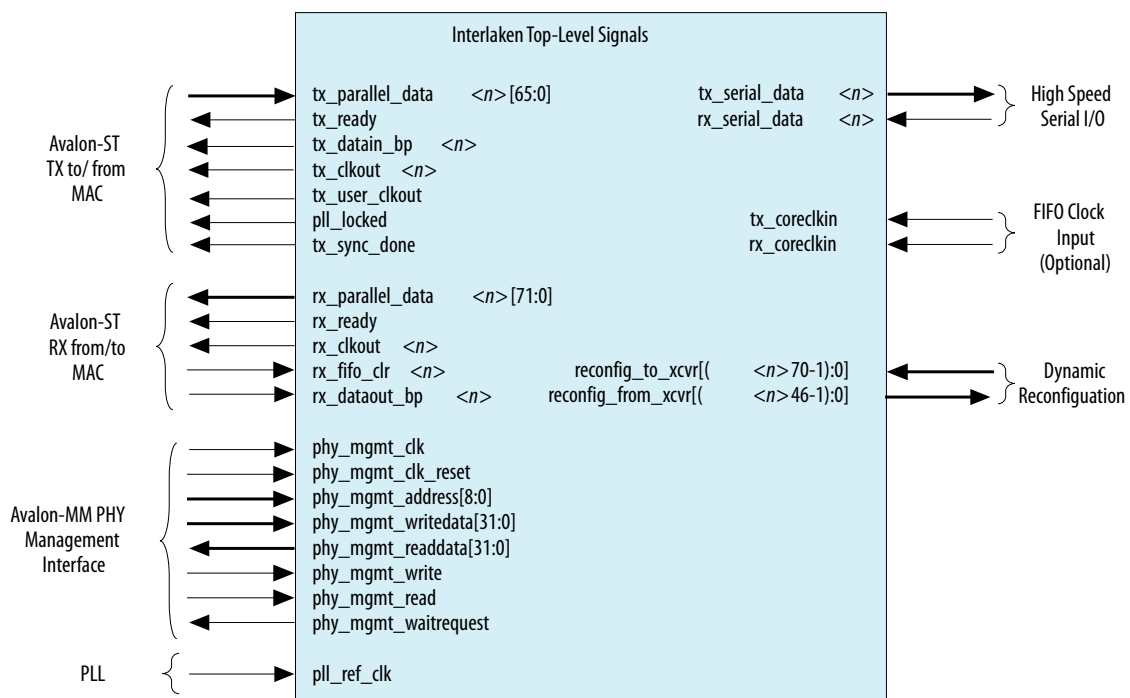 Interlaken Top-Level Signals
Avalon-ST
TX to/ from
MAC
tx_parallel_data <n>[65:0]
tx_ready
tx_datain_bp <n>
tx_clkout <n>
tx_user_clkout
pll_locked
tx_sync_done
tx_serial_data <n>
rx_serial_data <n>
High Speed
Serial I/O
tx_coreclkin
rx_coreclkin
FIFO Clock
Input
(Optional)
Avalon-ST
RX from/to
MAC
rx_parallel_data <n>[71:0]
rx_ready
rx_clkout <n>
rx_fifo_clr <n>
rx_dataout_bp <n>
reconfig_to_xcvr[( <n>70-1):0]
reconfig_from_xcvr[( <n>46-1):0]
Dynamic
Reconfiguation
Avalon-MM PHY
Management
Interface
phy_mgmt_clk
phy_mgmt_clk_reset
phy_mgmt_address[8:0]
phy_mgmt_writedata[31:0]
phy_mgmt_readdata[31:0]
phy_mgmt_write
phy_mgmt_read
phy_mgmt_waitrequest
PLL
pll_ref_clk